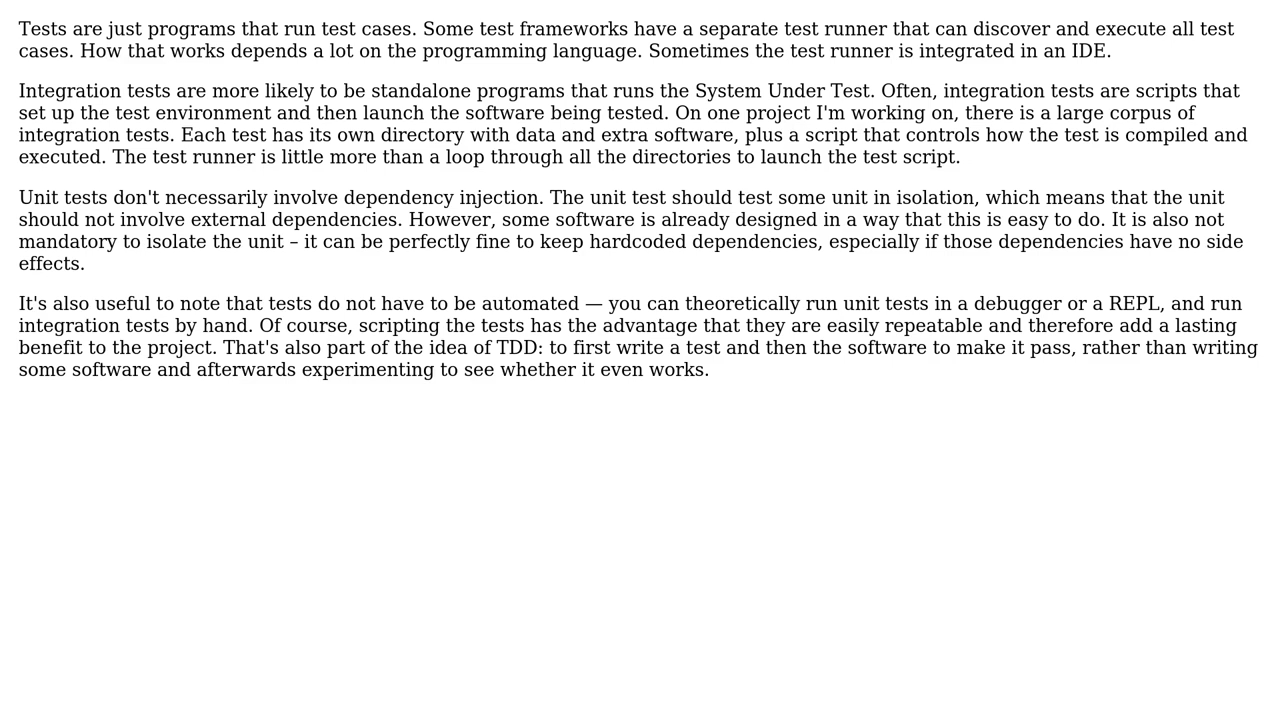 Tests are just programs that run test cases. Some test frameworks have a separate test runner that can discover and execute all test
cases. How that works depends a lot on the programming language. Sometimes the test runner is integrated in an IDE.
Integration tests are more likely to be standalone programs that runs the System Under Test. Often, integration tests are scripts that
set up the test environment and then launch the software being tested. On one project I'm working on, there is a large corpus of
integration tests. Each test has its own directory with data and extra software, plus a script that controls how the test is compiled and
executed. The test runner is little more than a loop through all the directories to launch the test script.
Unit tests don't necessarily involve dependency injection. The unit test should test some unit in isolation, which means that the unit
should not involve external dependencies. However, some software is already designed in a way that this is easy to do. It is also not
mandatory to isolate the unit – it can be perfectly fine to keep hardcoded dependencies, especially if those dependencies have no side
effects.
It's also useful to note that tests do not have to be automated — you can theoretically run unit tests in a debugger or a REPL, and run
integration tests by hand. Of course, scripting the tests has the advantage that they are easily repeatable and therefore add a lasting
benefit to the project. That's also part of the idea of TDD: to first write a test and then the software to make it pass, rather than writing
some software and afterwards experimenting to see whether it even works.